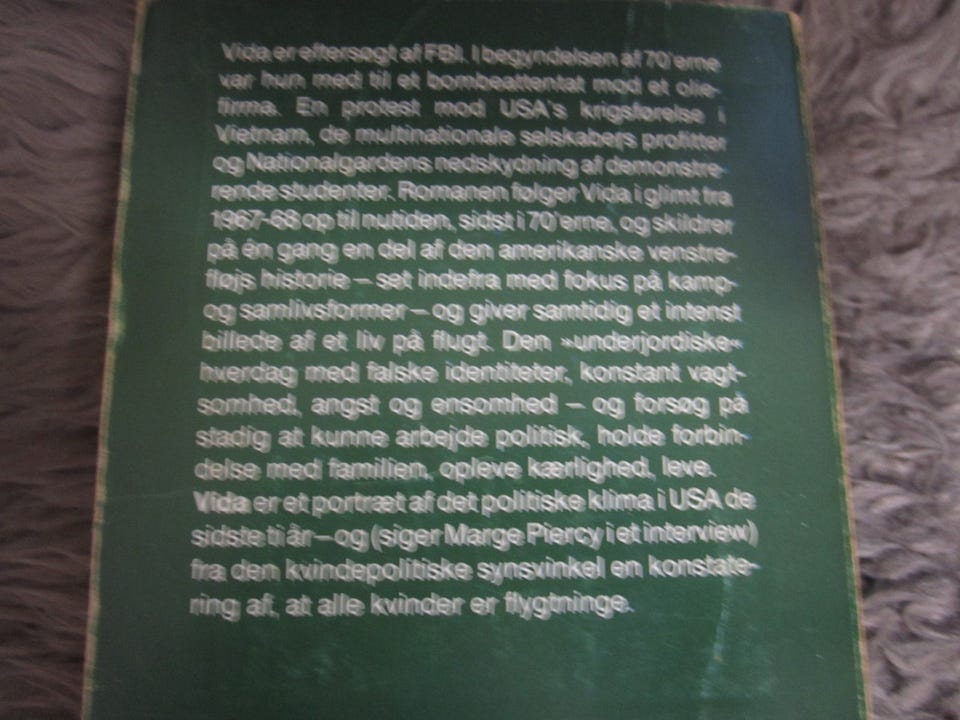 Vida er eftersøgt af FBI. I begyndelsen af 70'erne
var hun med til et bombeattentat mod et olie-
firma. En protest mod USA's krigsførelse i
Vietnam, de multinationale selskabers profitter
og Nationalgardens nedskydning af demonstre-
rende studenter. Romanen følger Vida i glimt fra
1967-68 op til nutiden, sidst i 70'erne, og skildrer
på én gang en del af den amerikanske venstre-
fløjs historie – set indefra med fokus på kamp-
og samlivsformer – og giver samtidig et intenst
billede af et liv på flugt. Den »underjordiske«
hverdag med falske identiteter, konstant vagt-
somhed, angst og ensomhed – og forsøg på
stadig at kunne arbejde politisk, holde forbin-
delse med familien, opleve kærlighed, leve.
Vida er et portræt af det politiske klima i USA de
sidste ti år – og (siger Marge Piercy i et interview)
fra den kvindepolitiske synsvinkel en konstate-
ring af, at alle kvinder er flygtninge.